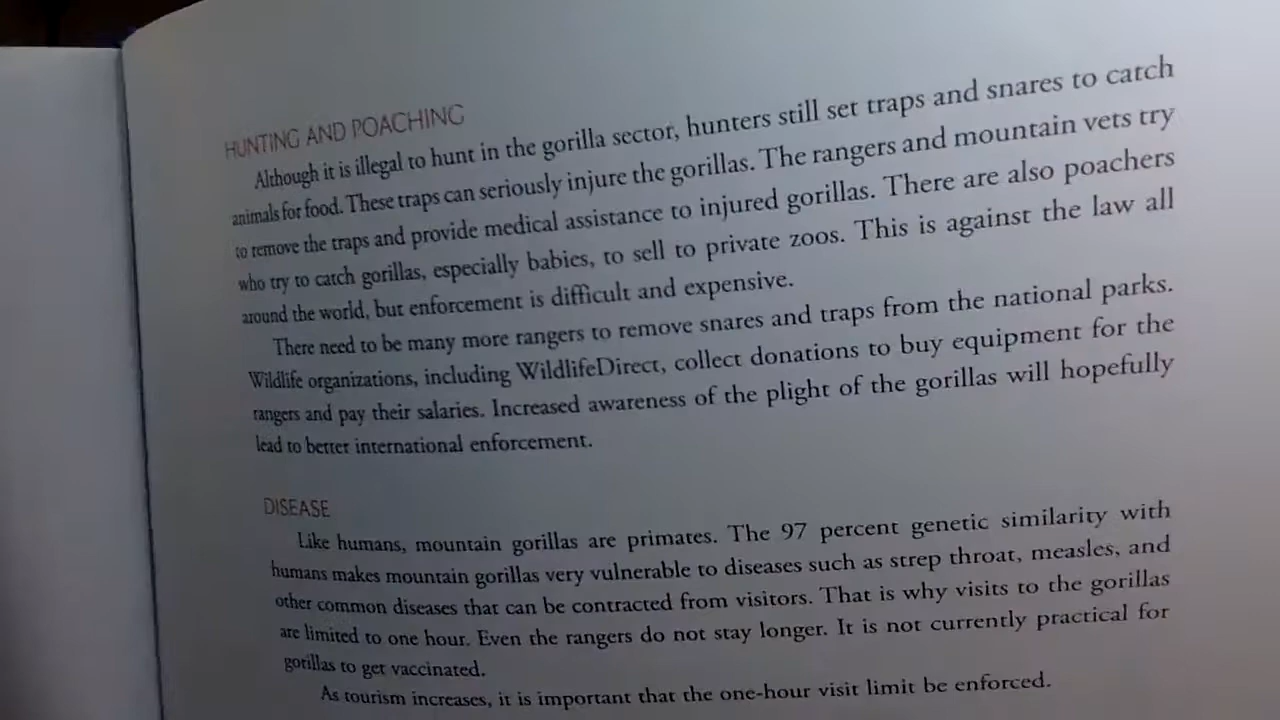 HUNTING AND POACHING
Although it is illegal to hunt in the gorilla sector, hunters still set traps and snares to catch
animals for food. These traps can seriously injure the gorillas. The rangers and mountain vets try
to remove the traps and provide medical assistance to injured gorillas. There are also poachers
who try to catch gorillas, especially babies, to sell to private zoos. This is against the law all
around the world, but enforcement is difficult and expensive.
There need to be many more rangers to remove snares and traps from the national parks.
Wildlife organizations, including WildlifeDirect, collect donations to buy equipment for the
rangers and pay their salaries. Increased awareness of the plight of the gorillas will hopefully
lead to better international enforcement.
DISEASE
Like humans, mountain gorillas are primates. The 97 percent genetic similarity with
humans makes mountain gorillas very vulnerable to diseases such as strep throat, measles, and
other common diseases that can be contracted from visitors. That is why visits to the gorillas
are limited to one hour. Even the rangers do not stay longer. It is not currently practical for
gorillas to get vaccinated.
As tourism increases, it is important that the one-hour visit limit be enforced.